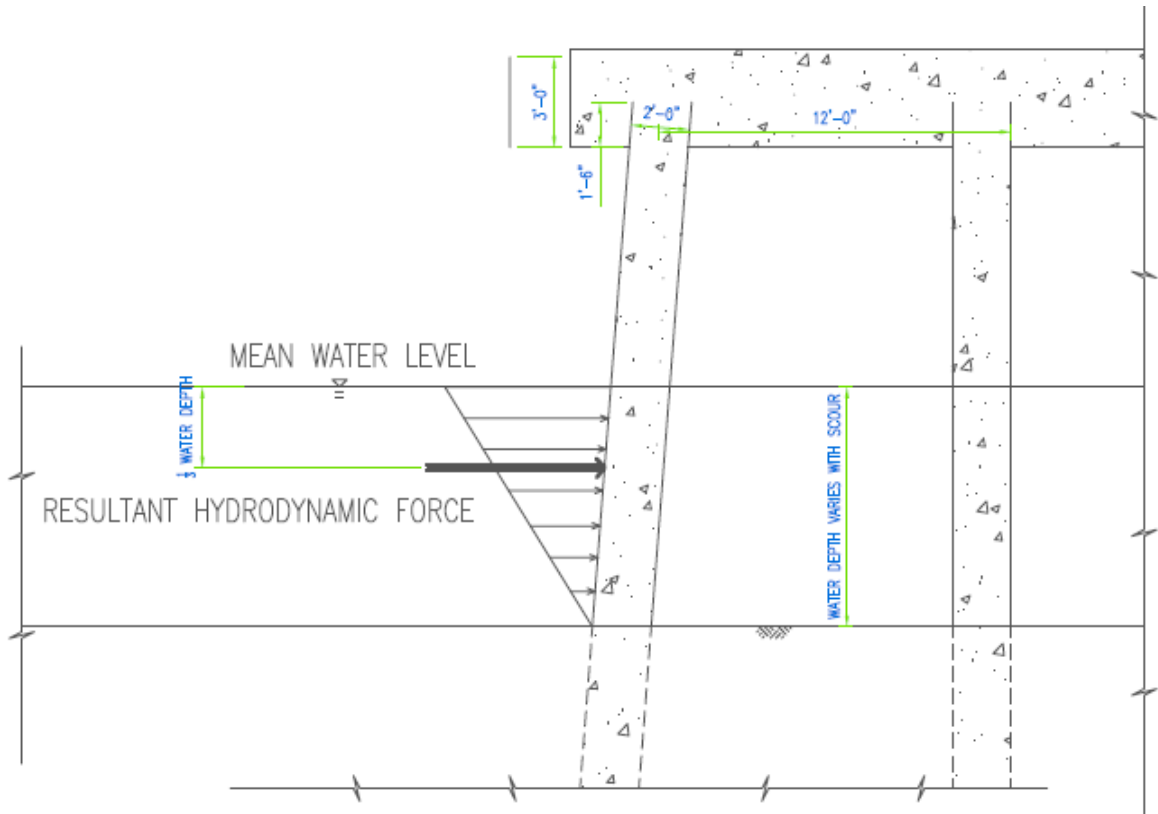 3'-0"
2'-0"
12'-0"
1'-6"
MEAN WATER LEVEL
1/3 WATER DEPTH
WATER DEPTH VARIES WITH SCOUR
RESULTANT HYDRODYNAMIC FORCE